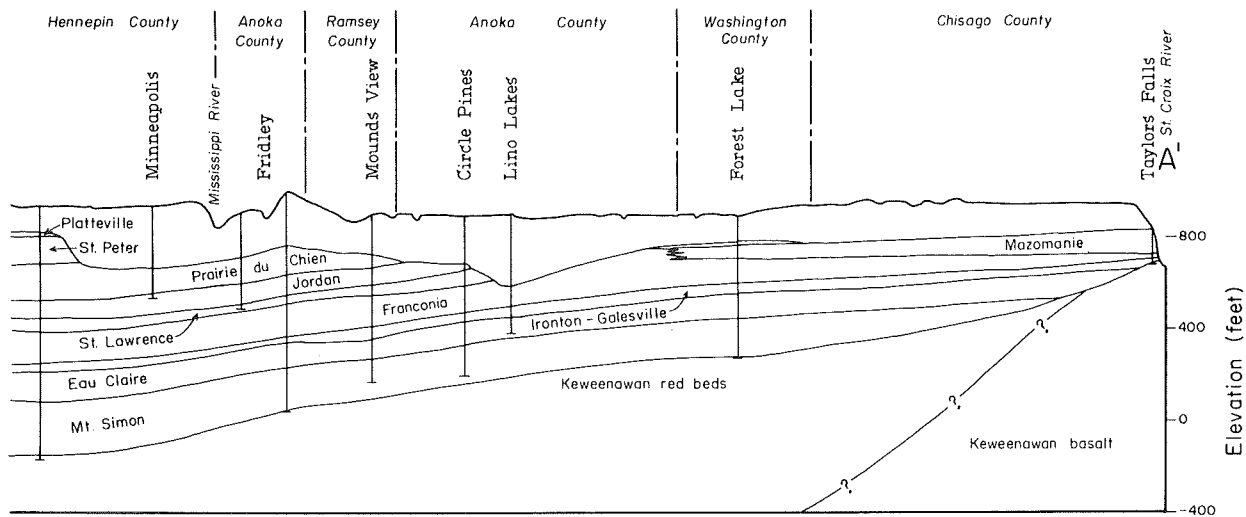 Hennepin County
Anoka County
Ramsey County
Anoka County
Washington County
Chisago County
Minneapolis
Mississippi River
Fridley
Mounds View
Circle Pines
Lino Lakes
Forest Lake
Taylors Falls
St. Croix River
A'
Platteville
St. Peter
Prairie du Chien
Jordan
St. Lawrence
Franconia
Ironton-Galesville
Mazomanie
Eau Claire
Mt. Simon
Keweenawan red beds
Keweenawan basalt
?
?
?
?
800
400
0
-400
Elevation (feet)